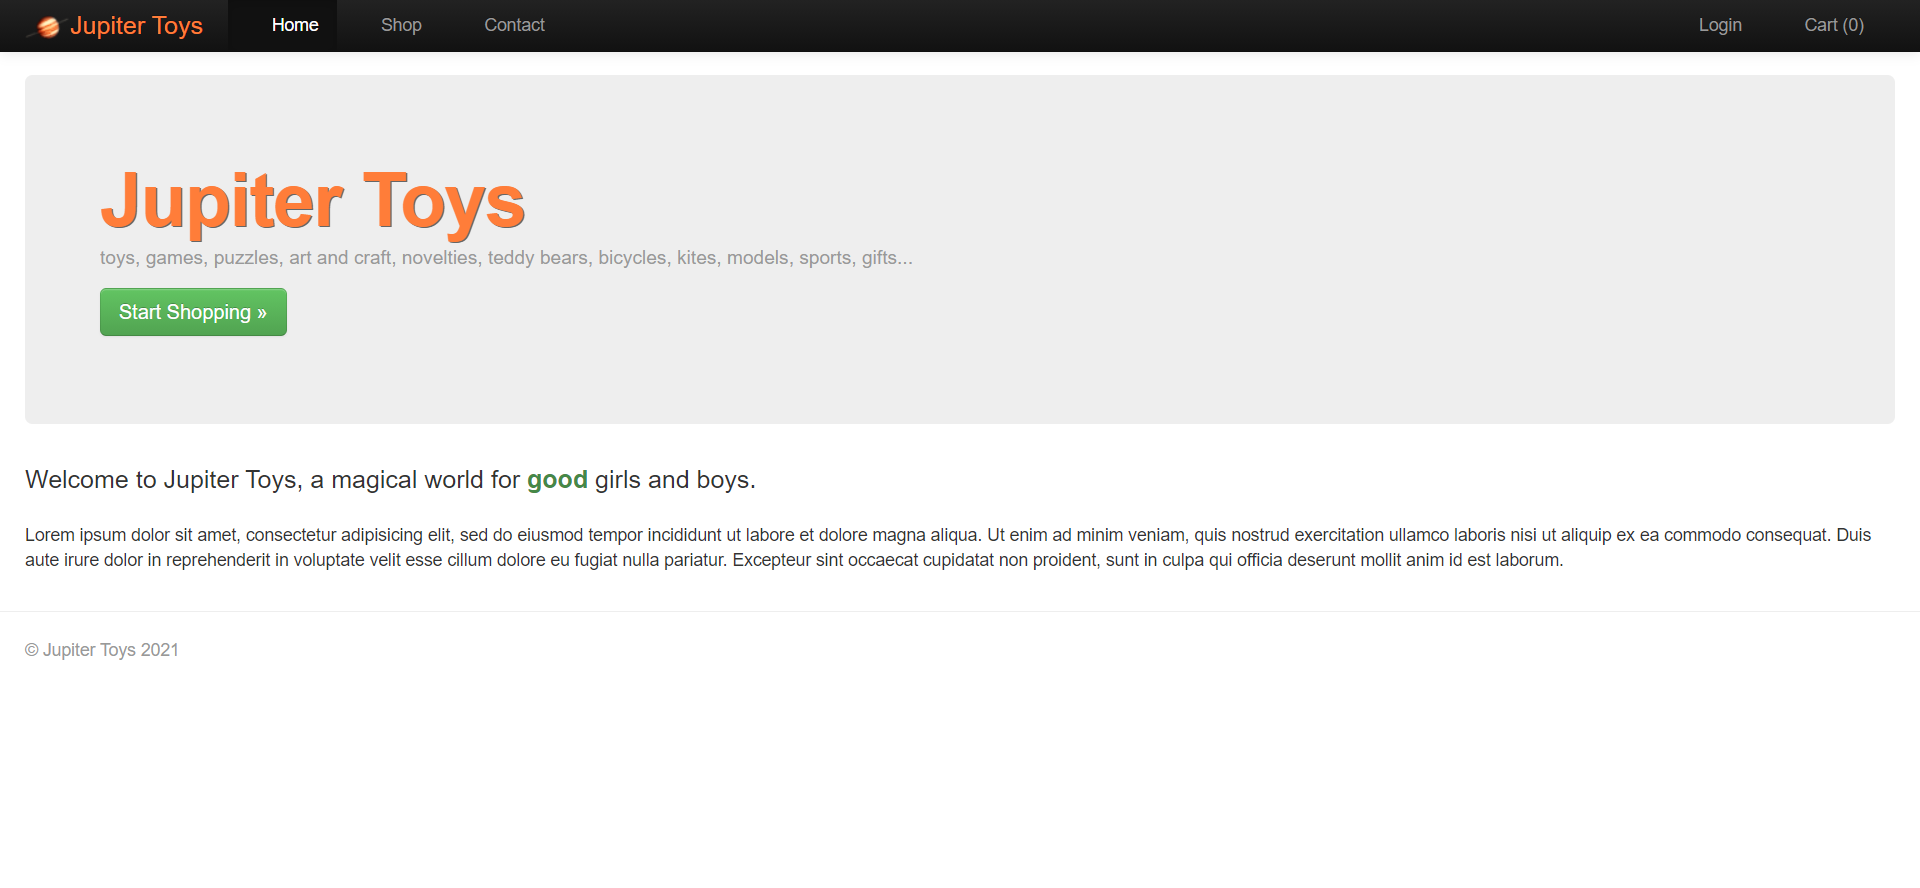 Jupiter Toys Home Shop Contact Login Cart (0)
Jupiter Toys
toys, games, puzzles, art and craft, novelties, teddy bears, bicycles, kites, models, sports, gifts...
Start Shopping »
Welcome to Jupiter Toys, a magical world for good girls and boys.
Lorem ipsum dolor sit amet, consectetur adipisicing elit, sed do eiusmod tempor incididunt ut labore et dolore magna aliqua. Ut enim ad minim veniam, quis nostrud exercitation ullamco laboris nisi ut aliquip ex ea commodo consequat. Duis
aute irure dolor in reprehenderit in voluptate velit esse cillum dolore eu fugiat nulla pariatur. Excepteur sint occaecat cupidatat non proident, sunt in culpa qui officia deserunt mollit anim id est laborum.
© Jupiter Toys 2021